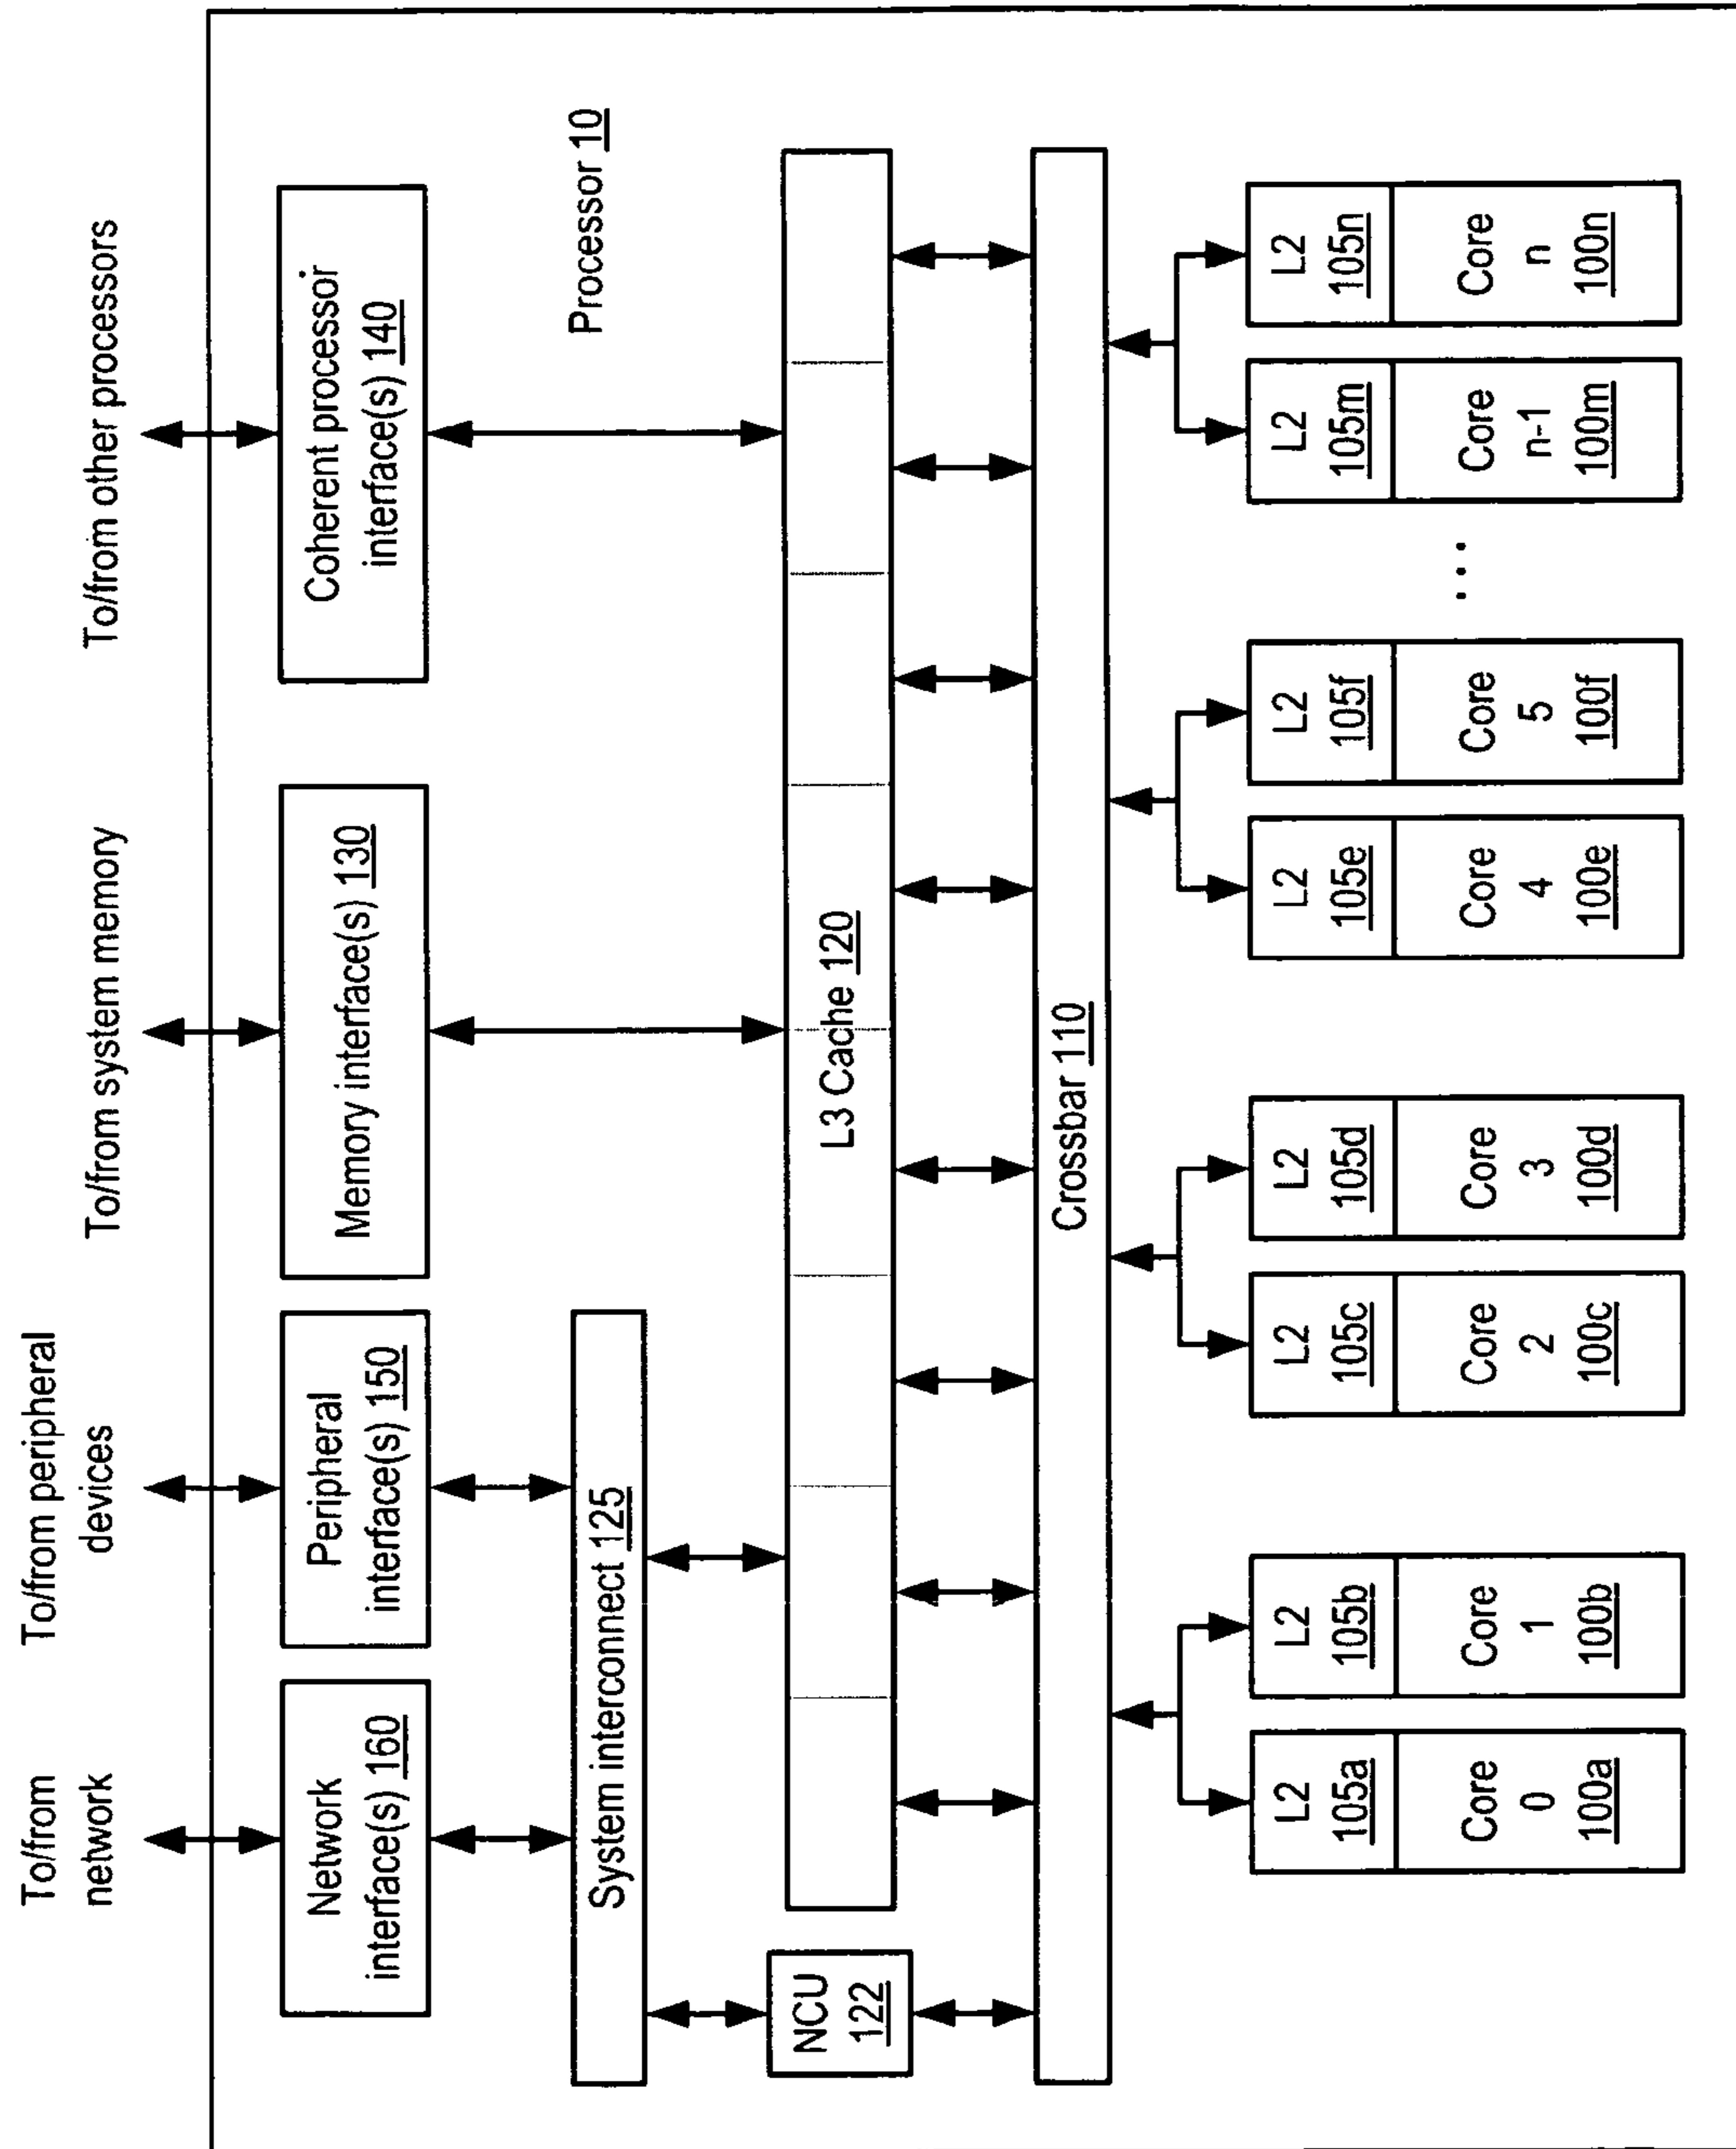 To/from
network
To/from peripheral
devices
To/from system memory
To/from other processors
Network
interface(s) 160
Peripheral
interface(s) 150
Memory interface(s) 130
Coherent processor
interface(s) 140
System interconnect 125
Processor 10
NCU
122
L3 Cache 120
Crossbar 110
L2
105a
Core
0
100a
L2
105b
Core
1
100b
L2
105c
Core
2
100c
L2
105d
Core
3
100d
L2
105e
Core
4
100e
L2
105f
Core
5
100f
...
L2
105m
Core
n-1
100m
L2
105n
Core
n
100n